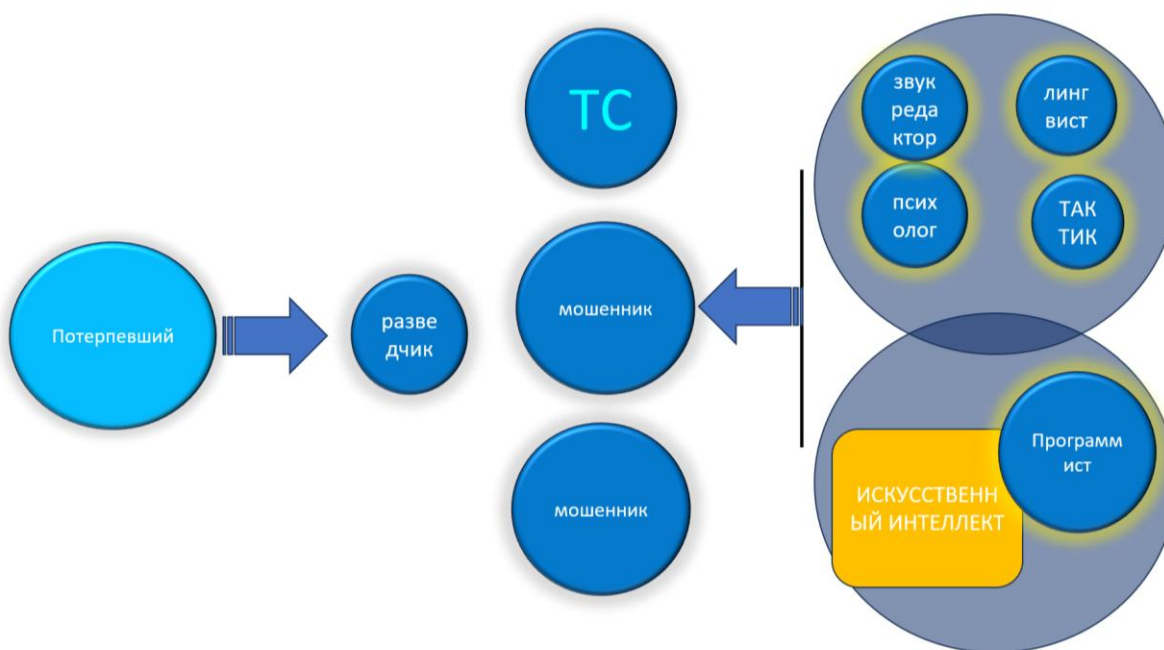 Потерпевший
разве
дчик
ТС
мошенник
мошенник
звук
реда
ктор
линг
вист
псих
олог
ТАК
ТИК
Программ
ист
ИСКУССТВЕНН
ЫЙ ИНТЕЛЛЕКТ